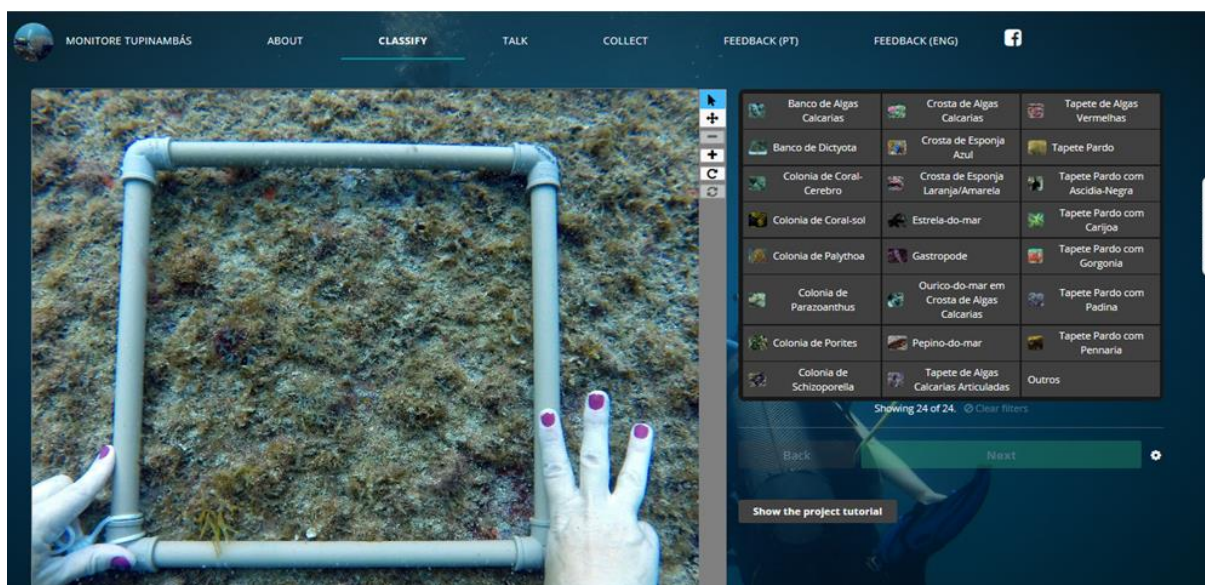 MONITORE TUPINAMBÁS
ABOUT
CLASSIFY
TALK
COLLECT
FEEDBACK (PT)
FEEDBACK (ENG)
Banco de Algas
Calcarias
Crosta de Algas
Calcarias
Tapete de Algas
Vermelhas
Banco de Dictyota
Crosta de Esponja
Azul
Tapete Pardo
Colonia de Coral-
Cerebro
Crosta de Esponja
Laranja/Amarela
Tapete Pardo com
Ascidia-Negra
Colonia de Coral-sol
Estrela-do-mar
Tapete Pardo com
Carijoa
Colonia de Palythoa
Gastropode
Tapete Pardo com
Gorgonia
Colonia de
Parazoanthus
Ourico-do-mar em
Crosta de Algas
Calcarias
Tapete Pardo com
Padina
Colonia de Porites
Pepino-do-mar
Tapete Pardo com
Pennaria
Colonia de
Schizoporella
Tapete de Algas
Calcarias Articuladas
Outros
Showing 24 of 24. Clear filters
Back
Next
Show the project tutorial